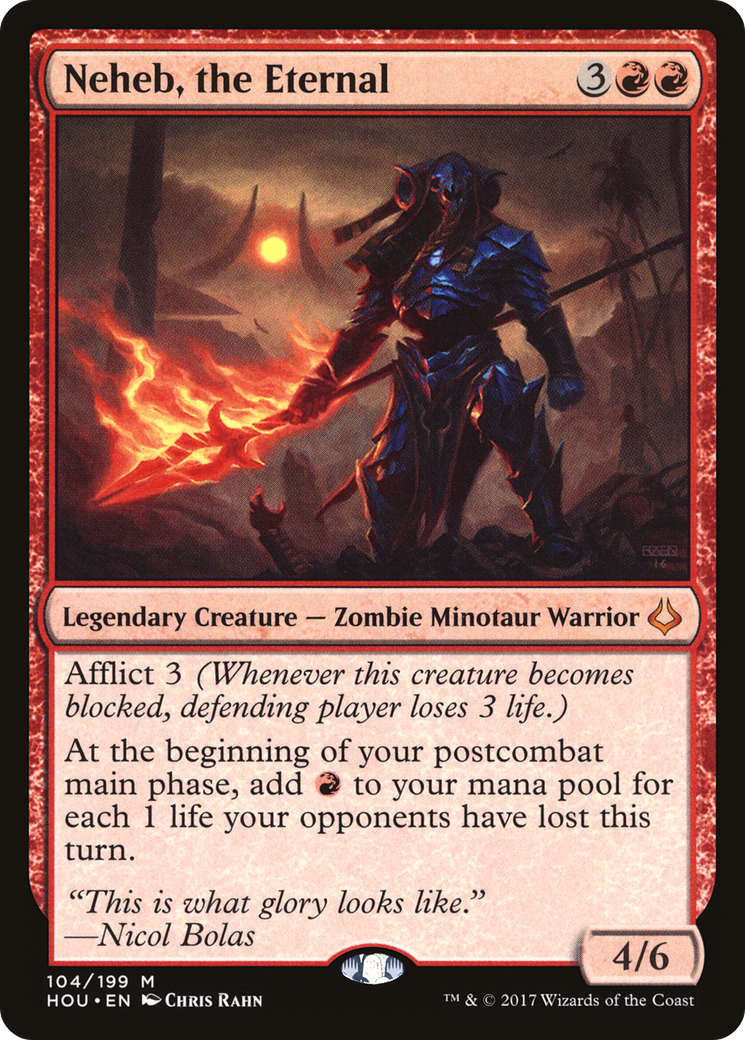 Neheb, the Eternal 3
Legendary Creature — Zombie Minotaur Warrior
Afflict 3 (Whenever this creature becomes
blocked, defending player loses 3 life.)
At the beginning of your postcombat
main phase, add to your mana pool for
each 1 life your opponents have lost this
turn.
“This is what glory looks like.”
—Nicol Bolas
4/6
104/199 M
HOU • EN Chris Rahn
™ & © 2017 Wizards of the Coast